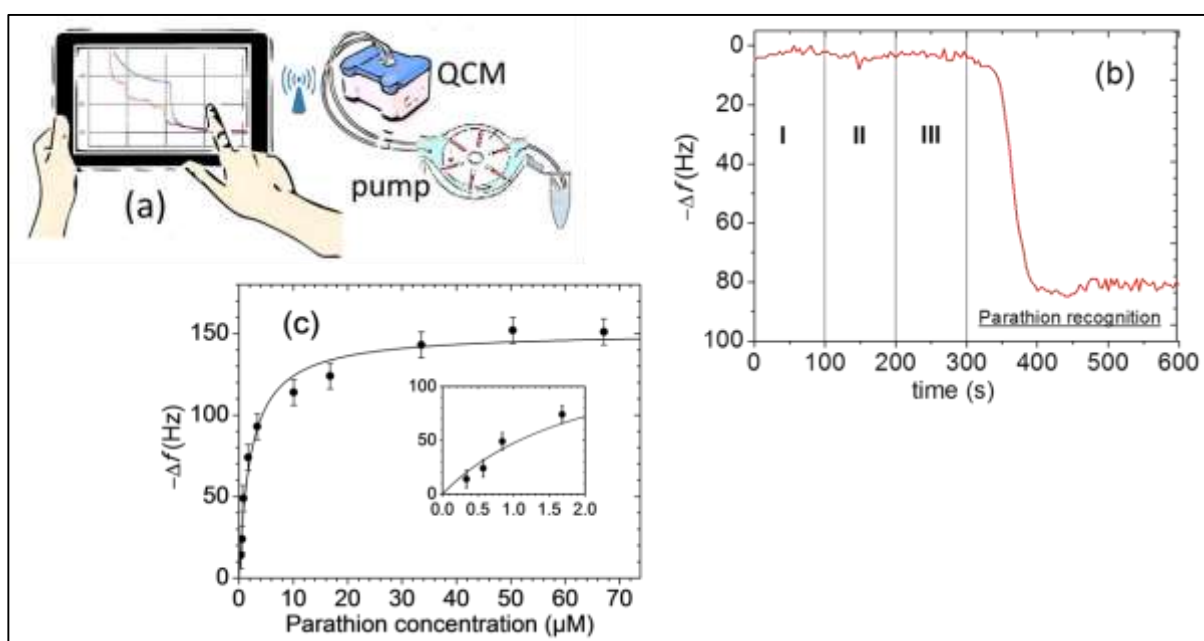 QCM
pump
(a)
(b)
0
20
40
60
80
100
−Δf (Hz)
I
II
III
Parathion recognition
0 100 200 300 400 500 600
time (s)
(c)
150
100
50
0
−Δf (Hz)
100
50
0
0.0 0.5 1.0 1.5 2.0
0 10 20 30 40 50 60 70
Parathion concentration (µM)